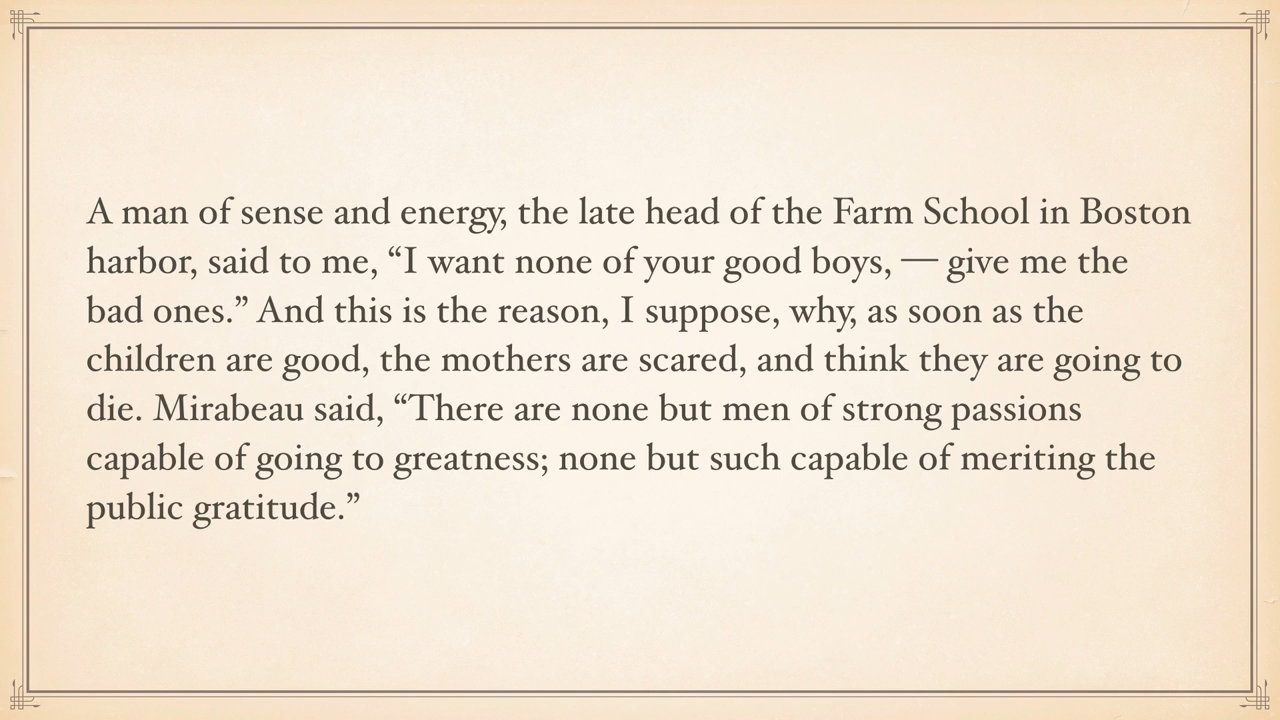 A man of sense and energy, the late head of the Farm School in Boston
harbor, said to me, “I want none of your good boys, — give me the
bad ones.” And this is the reason, I suppose, why, as soon as the
children are good, the mothers are scared, and think they are going to
die. Mirabeau said, “There are none but men of strong passions
capable of going to greatness; none but such capable of meriting the
public gratitude.”